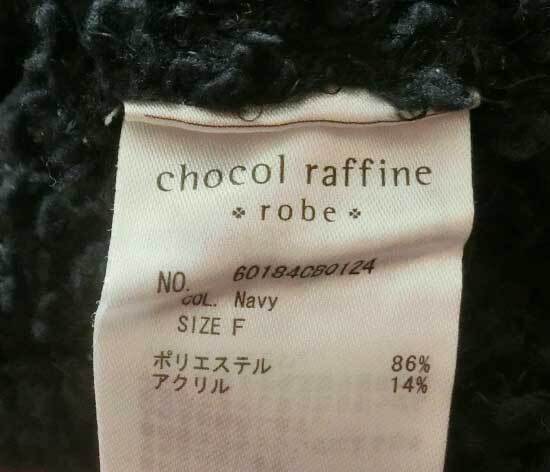 chocol raffine
robe
NO. 60184CB0124
COL. Navy
SIZE F
ポリエステル 86%
アクリル 14%